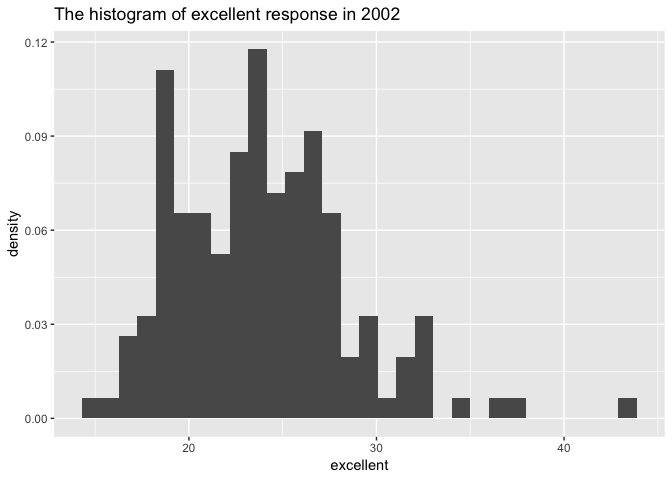 The histogram of excellent response in 2002
0.12
0.09
0.06
0.03
0.00
density
20 30 40
excellent